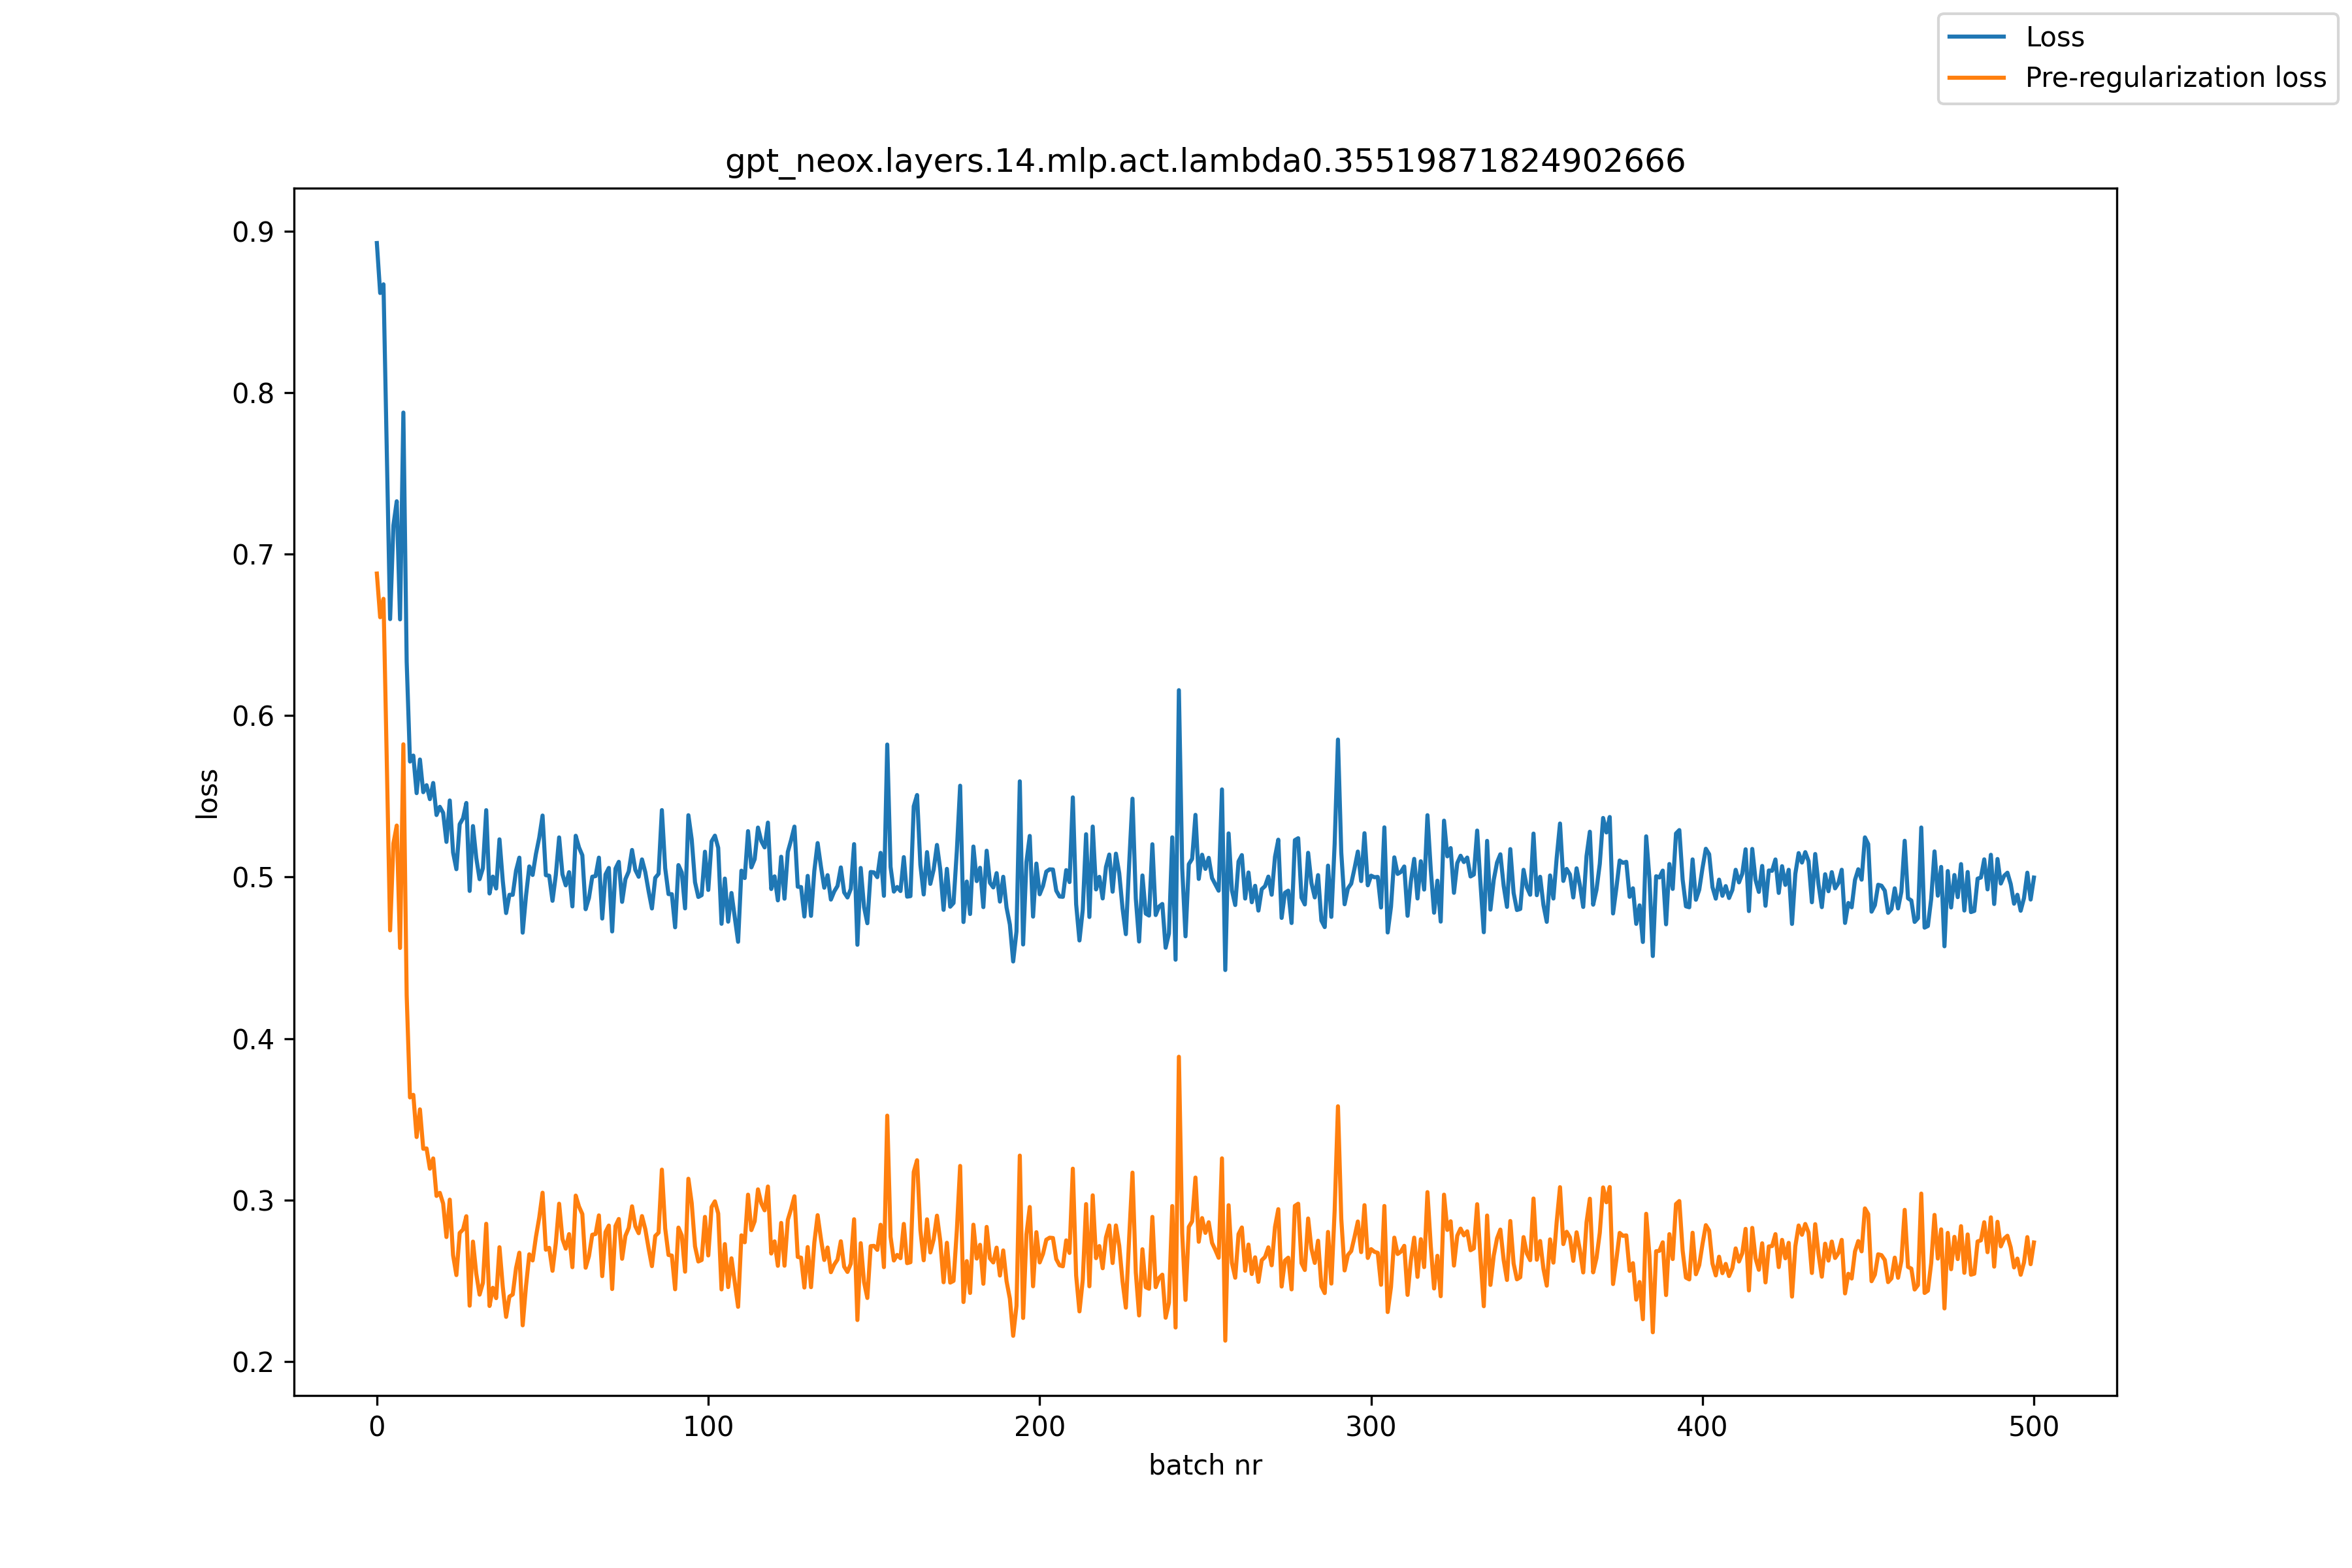 Loss
Pre-regularization loss
gpt_neox.layers.14.mlp.act.lambda0.35519871824902666
0.9
0.8
0.7
0.6
0.5
0.4
0.3
0.2
loss
0 100 200 300 400 500
batch nr